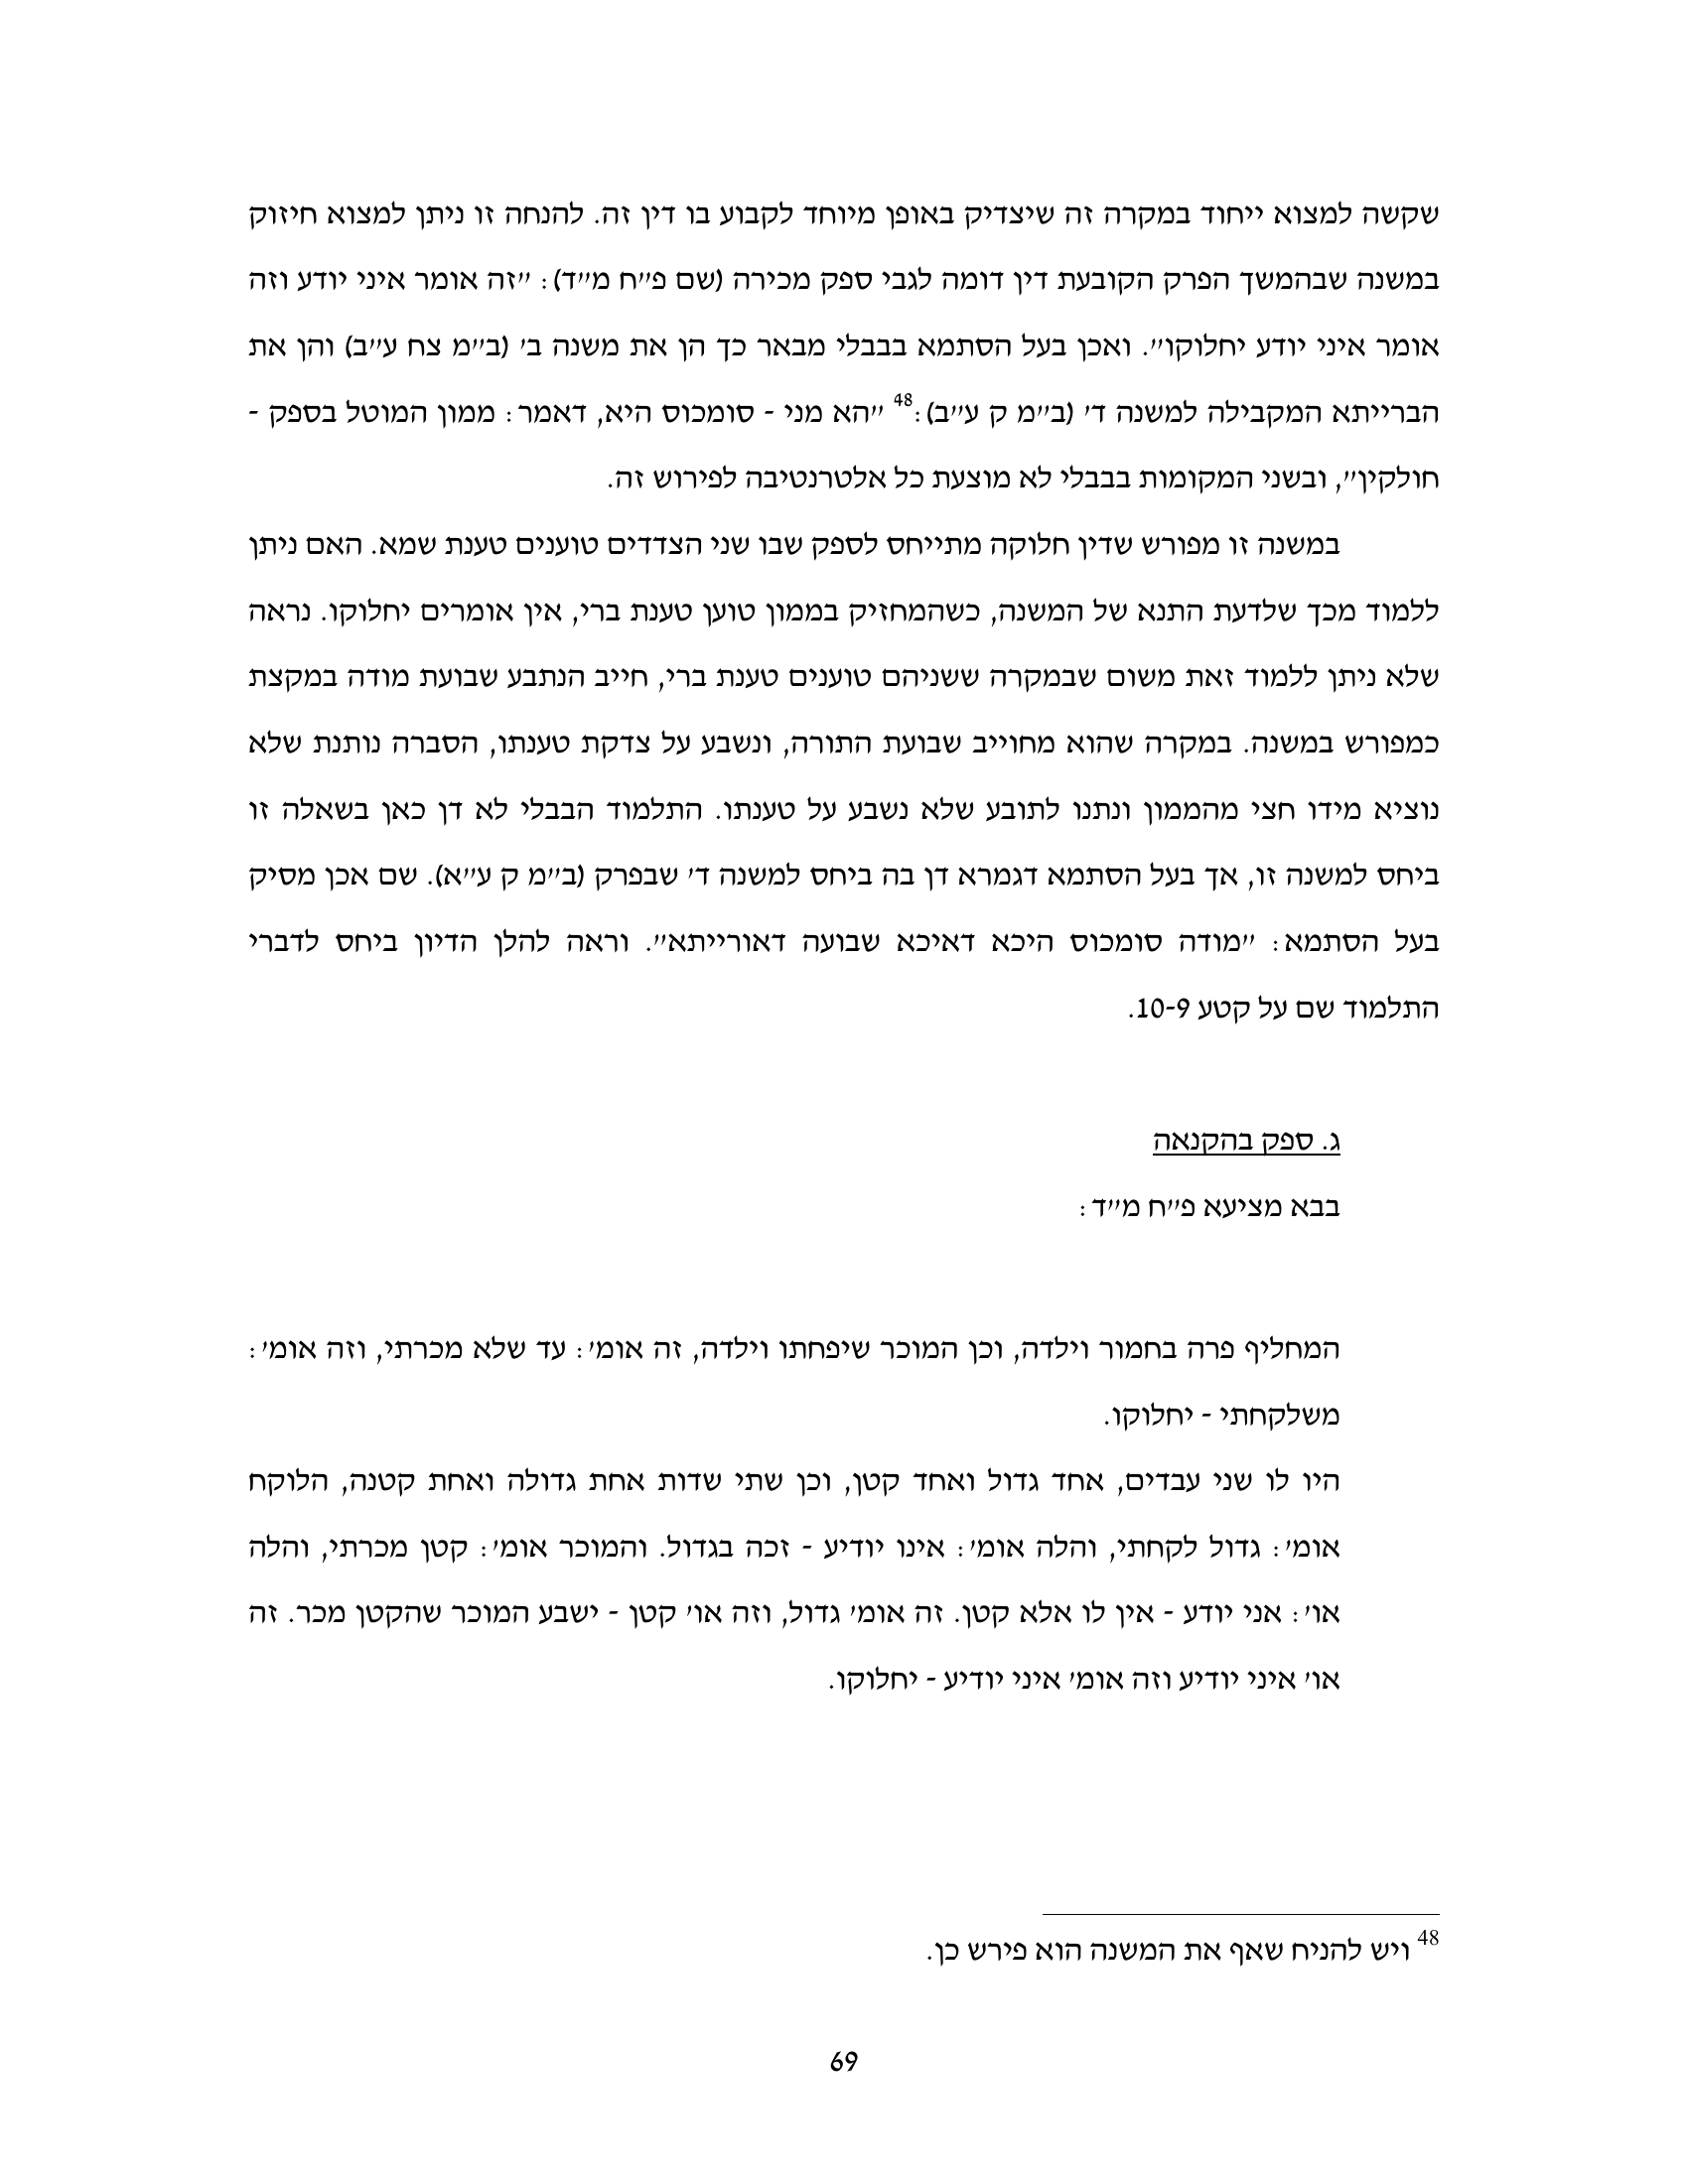 שקשה למצוא ייחוד במקרה זה שיצדיק באופן מיוחד לקבוע בו דין זה. להנחה זו ניתן למצוא חיזוק
במשנה שבהמשך הפרק הקובעת דין דומה לגבי ספק מכירה (שם פ״ח מ״ד): ״זה אומר איני יודע וזה
אומר איני יודע יחלוקו״. ואכן בעל הסתמא בבבלי מבאר כך הן את משנה ב׳ (ב״מ צח ע״ב) והן את
הברייתא המקבילה למשנה ד׳ (ב״מ ק ע״ב):48 ״הא מני - סומכוס היא, דאמר: ממון המוטל בספק -
חולקין״, ובשני המקומות בבבלי לא מוצעת כל אלטרנטיבה לפירוש זה.
במשנה זו מפורש שדין חלוקה מתייחס לספק שבו שני הצדדים טוענים טענת שמא. האם ניתן
ללמוד מכך שלדעת התנא של המשנה, כשהמחזיק בממון טוען טענת ברי, אין אומרים יחלוקו. נראה
שלא ניתן ללמוד זאת משום שבמקרה ששניהם טוענים טענת ברי, חייב הנתבע שבועת מודה במקצת
כמפורש במשנה. במקרה שהוא מחוייב שבועת התורה, ונשבע על צדקת טענתו, הסברה נותנת שלא
נוציא מידו חצי מהממון ונתנו לתובע שלא נשבע על טענתו. התלמוד הבבלי לא דן כאן בשאלה זו
ביחס למשנה זו, אך בעל הסתמא דגמרא דן בה ביחס למשנה ד׳ שבפרק (ב״מ ק ע״א). שם אכן מסיק
בעל הסתמא: ״מודה סומכוס היכא דאיכא שבועה דאורייתא״. וראה להלן הדיון ביחס לדברי
התלמוד שם על קטע 10-9.
ג. ספק בהקנאה
בבא מציעא פ״ח מ״ד:
המחליף פרה בחמור וילדה, וכן המוכר שיפחתו וילדה, זה אומ׳: עד שלא מכרתי, וזה אומ׳:
משלקחתי - יחלוקו.
היו לו שני עבדים, אחד גדול ואחד קטן, וכן שתי שדות אחת גדולה ואחת קטנה, הלוקח
אומ׳: גדול לקחתי, והלה אומ׳: אינו יודיע - זכה בגדול. והמוכר אומ׳: קטן מכרתי, והלה
או׳: אני יודע - אין לו אלא קטן. זה אומ׳ גדול, וזה או׳ קטן - ישבע המוכר שהקטן מכר. זה
או׳ איני יודיע וזה אומ׳ איני יודיע - יחלוקו.
48 ויש להניח שאף את המשנה הוא פירש כן.
69